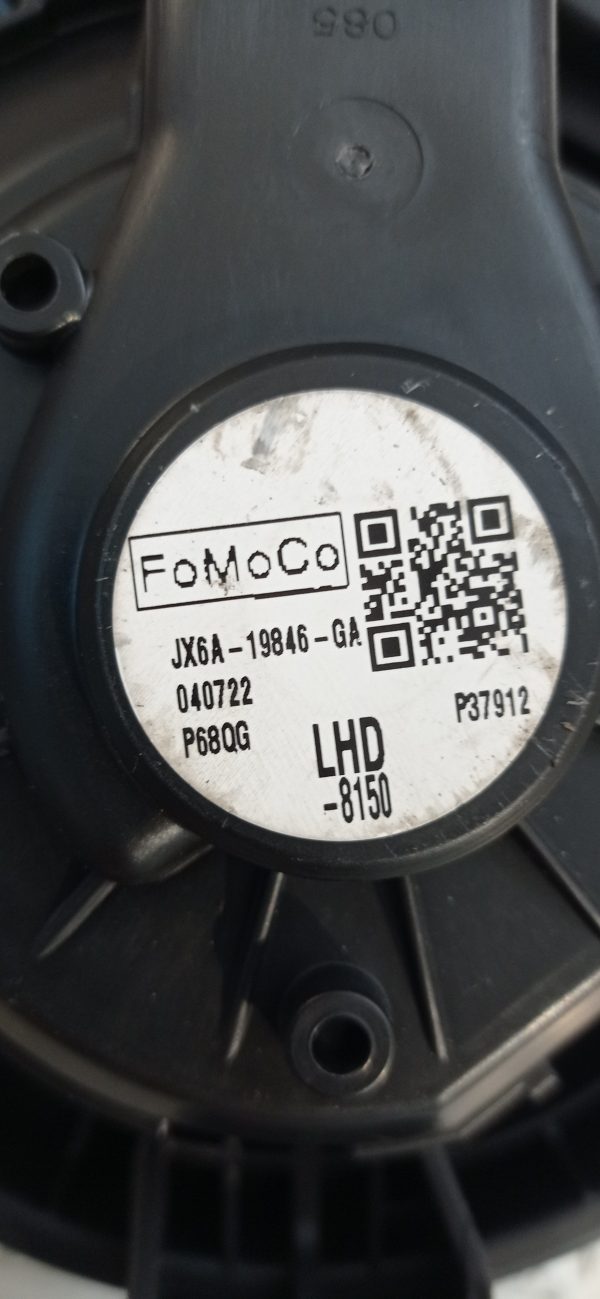 085
FoMoCo
JX6A-19846-GA
040722
P68QG
P37912
LHD
-8150